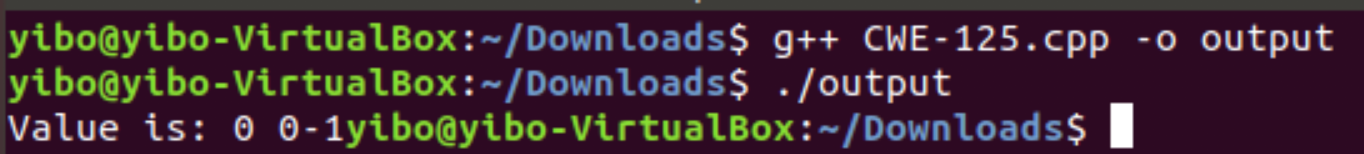 yibo@yibo-VirtualBox:~/Downloads$ g++ CWE-125.cpp -o output
yibo@yibo-VirtualBox:~/Downloads$ ./output
Value is: 0 0-1yibo@yibo-VirtualBox:~/Downloads$